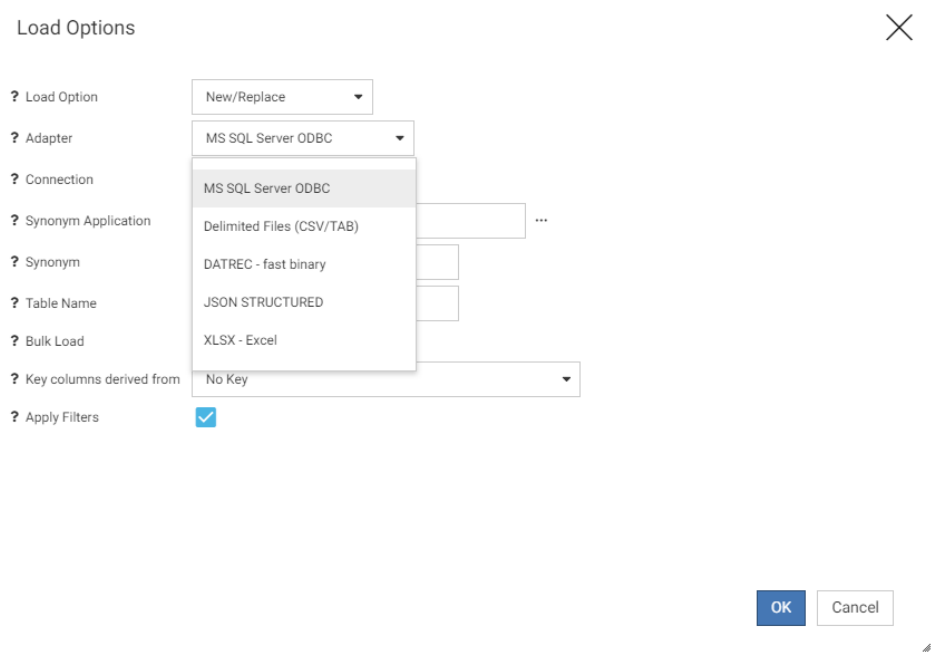 Load Options
? Load Option New/Replace
? Adapter MS SQL Server ODBC
? Connection
MS SQL Server ODBC
? Synonym Application
...
Delimited Files (CSV/TAB)
? Synonym
DATREC - fast binary
? Table Name
JSON STRUCTURED
? Bulk Load
XLSX - Excel
? Key columns derived from No Key
? Apply Filters
OK Cancel